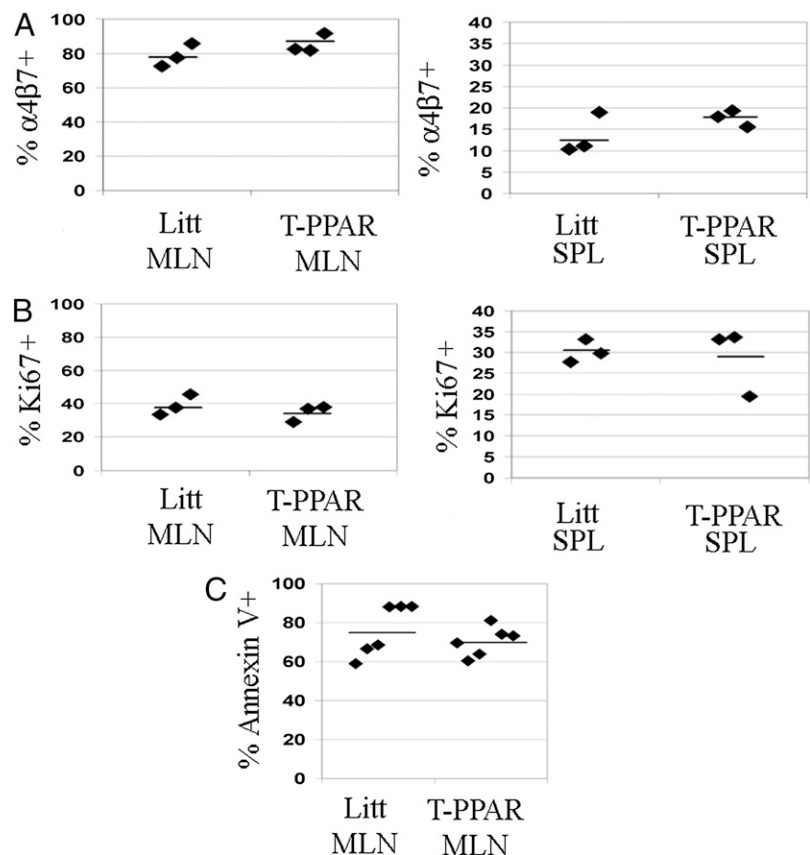 A
% α4β7+
100
80
60
40
20
0
Litt
MLN
T-PPAR
MLN
% α4β7+
40
35
30
25
20
15
10
5
0
Litt
SPL
T-PPAR
SPL
B
% Ki67+
100
80
60
40
20
0
Litt
MLN
T-PPAR
MLN
% Ki67+
40
35
30
25
20
15
10
5
0
Litt
SPL
T-PPAR
SPL
C
% Annexin V+
100
80
60
40
20
0
Litt
MLN
T-PPAR
MLN